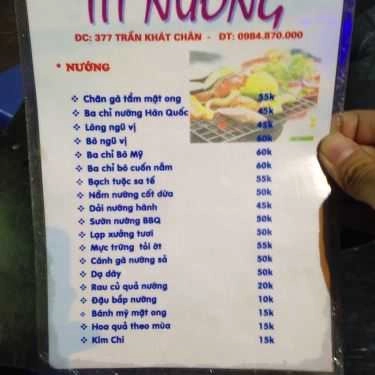 NƯỚNG
ĐC: 377 TRẦN KHÁT CHÂN - ĐT: 0984.870.000
* NƯỚNG
Chân gà tẩm mật ong 55k
Ba chỉ nướng Hàn Quốc 45k
Lòng ngũ vị 45k
Bò ngũ vị 60k
Ba chỉ Bò Mỹ 60k
Ba chỉ bò cuốn nấm 60k
Bạch tuộc sa tế 55k
Nầm nướng cốt dừa 50k
Dải nướng hành 45k
Sườn nướng BBQ 50k
Lạp xưởng tươi 50k
Mực trứng tỏi ớt 55k
Cánh gà nướng sả 50k
Dạ dày 50k
Rau củ quả nướng 20k
Đậu bắp nướng 10k
Bánh mỳ mật ong 15k
Hoa quả theo mùa 15k
Kim Chi 15k